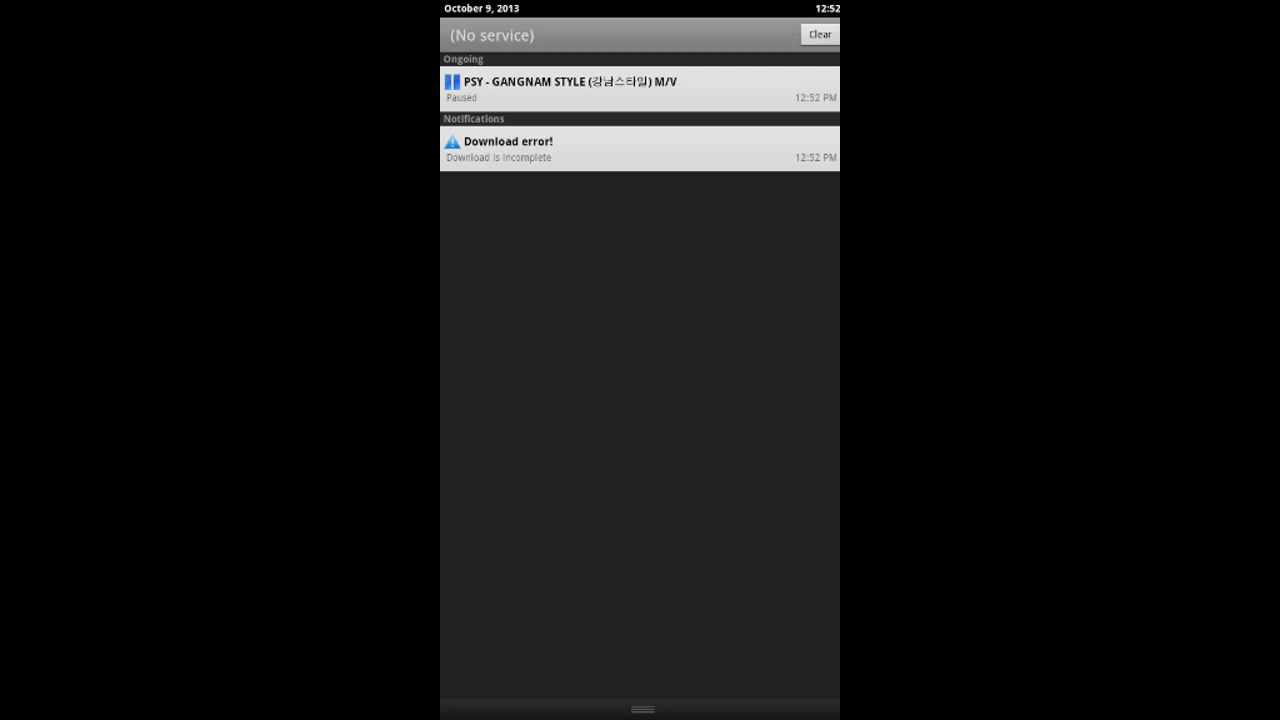 October 9, 2013 12:52
(No service) Clear
Ongoing
PSY - GANGNAM STYLE (강남스타일) M/V
Paused 12:52 PM
Notifications
Download error!
Download is incomplete 12:52 PM